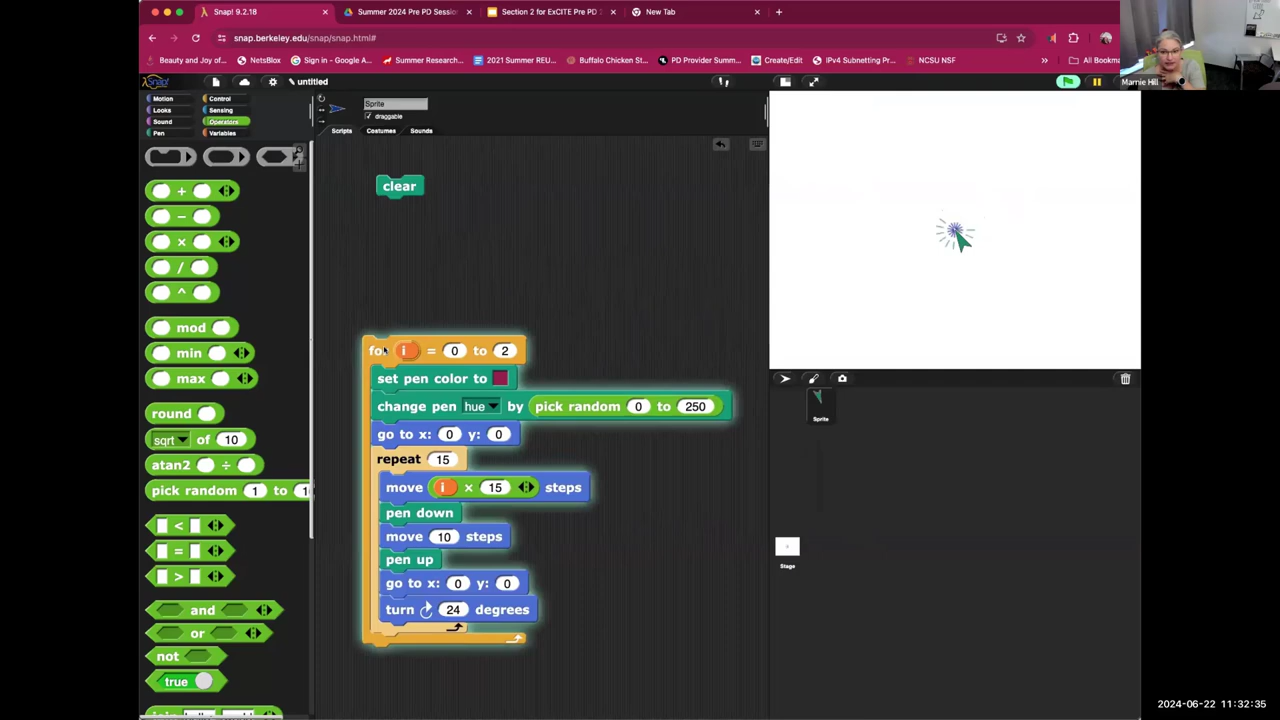 Snap! 9.2.18
Summer 2024 Pre PD Sessi
Section 2 for ExCITE Pre PD
New Tab
snap.berkeley.edu/snap/snap.html#
Beauty and Joy of...
NetsBlox
Sign in - Google A...
Summer Research...
2021 Summer REU...
Buffalo Chicken St...
PD Provider Summ...
Create/Edit
IPv4 Subnetting Pr...
NCSU NSF
All Bookma
Marnie Hill
untitled
Motion
Control
Looks
Sensing
Sound
Operators
Pen
Variables
Sprite
draggable
Scripts
Costumes
Sounds
+
−
×
/
^
mod
min
max
round
sqrt of 10
atan2 ÷
pick random 1 to 1
<
=
>
and
or
not
true
clear
for i = 0 to 2
set pen color to
change pen hue by pick random 0 to 250
go to x: 0 y: 0
repeat 15
move i × 15 steps
pen down
move 10 steps
pen up
go to x: 0 y: 0
turn 24 degrees
Sprite
Stage
2024-06-22 11:32:35